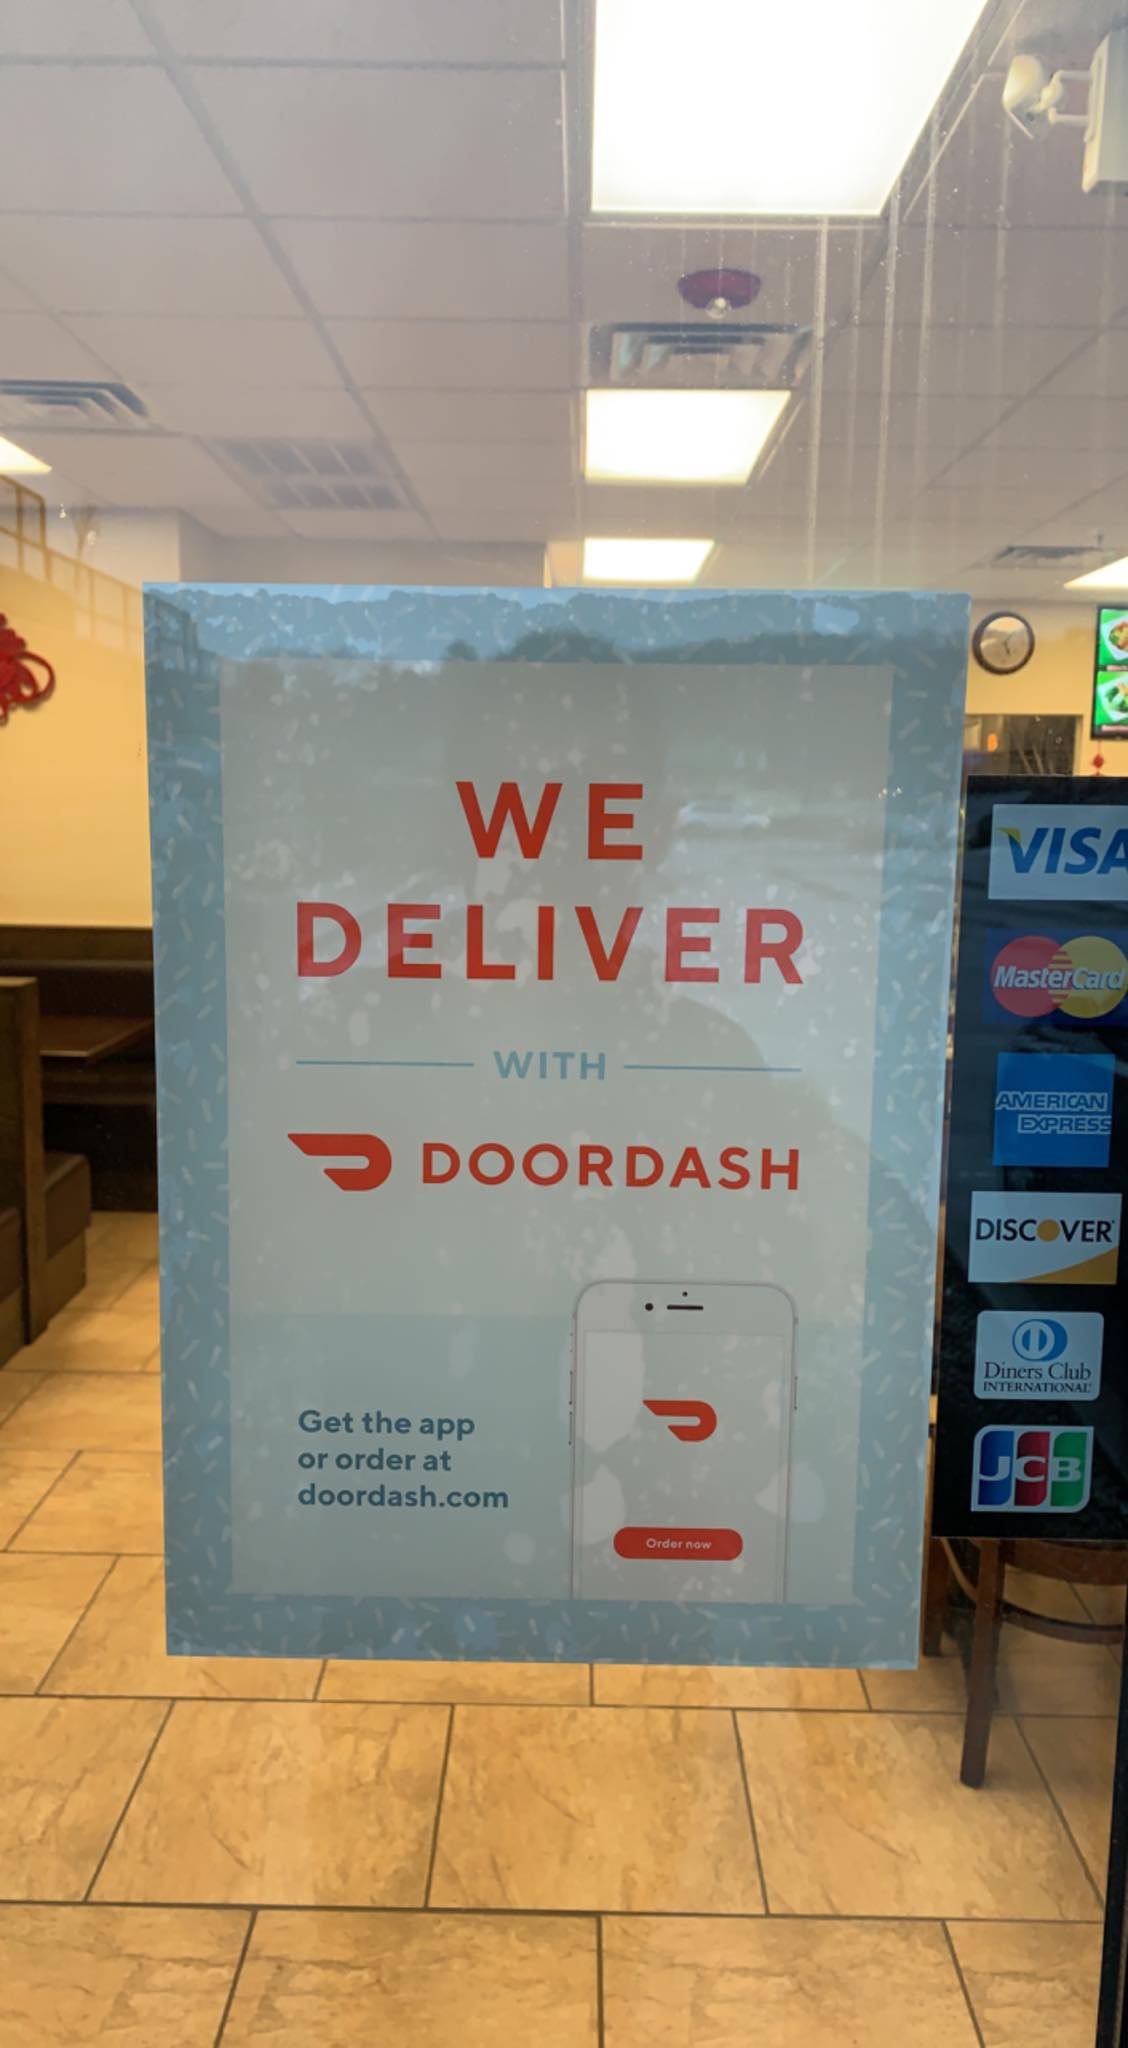 WE
DELIVER
WITH
DOORDASH
Get the app
or order at
doordash.com
Order now
VISA
MasterCard
AMERICAN
EXPRESS
DISCOVER
Diners Club
INTERNATIONAL
JCB